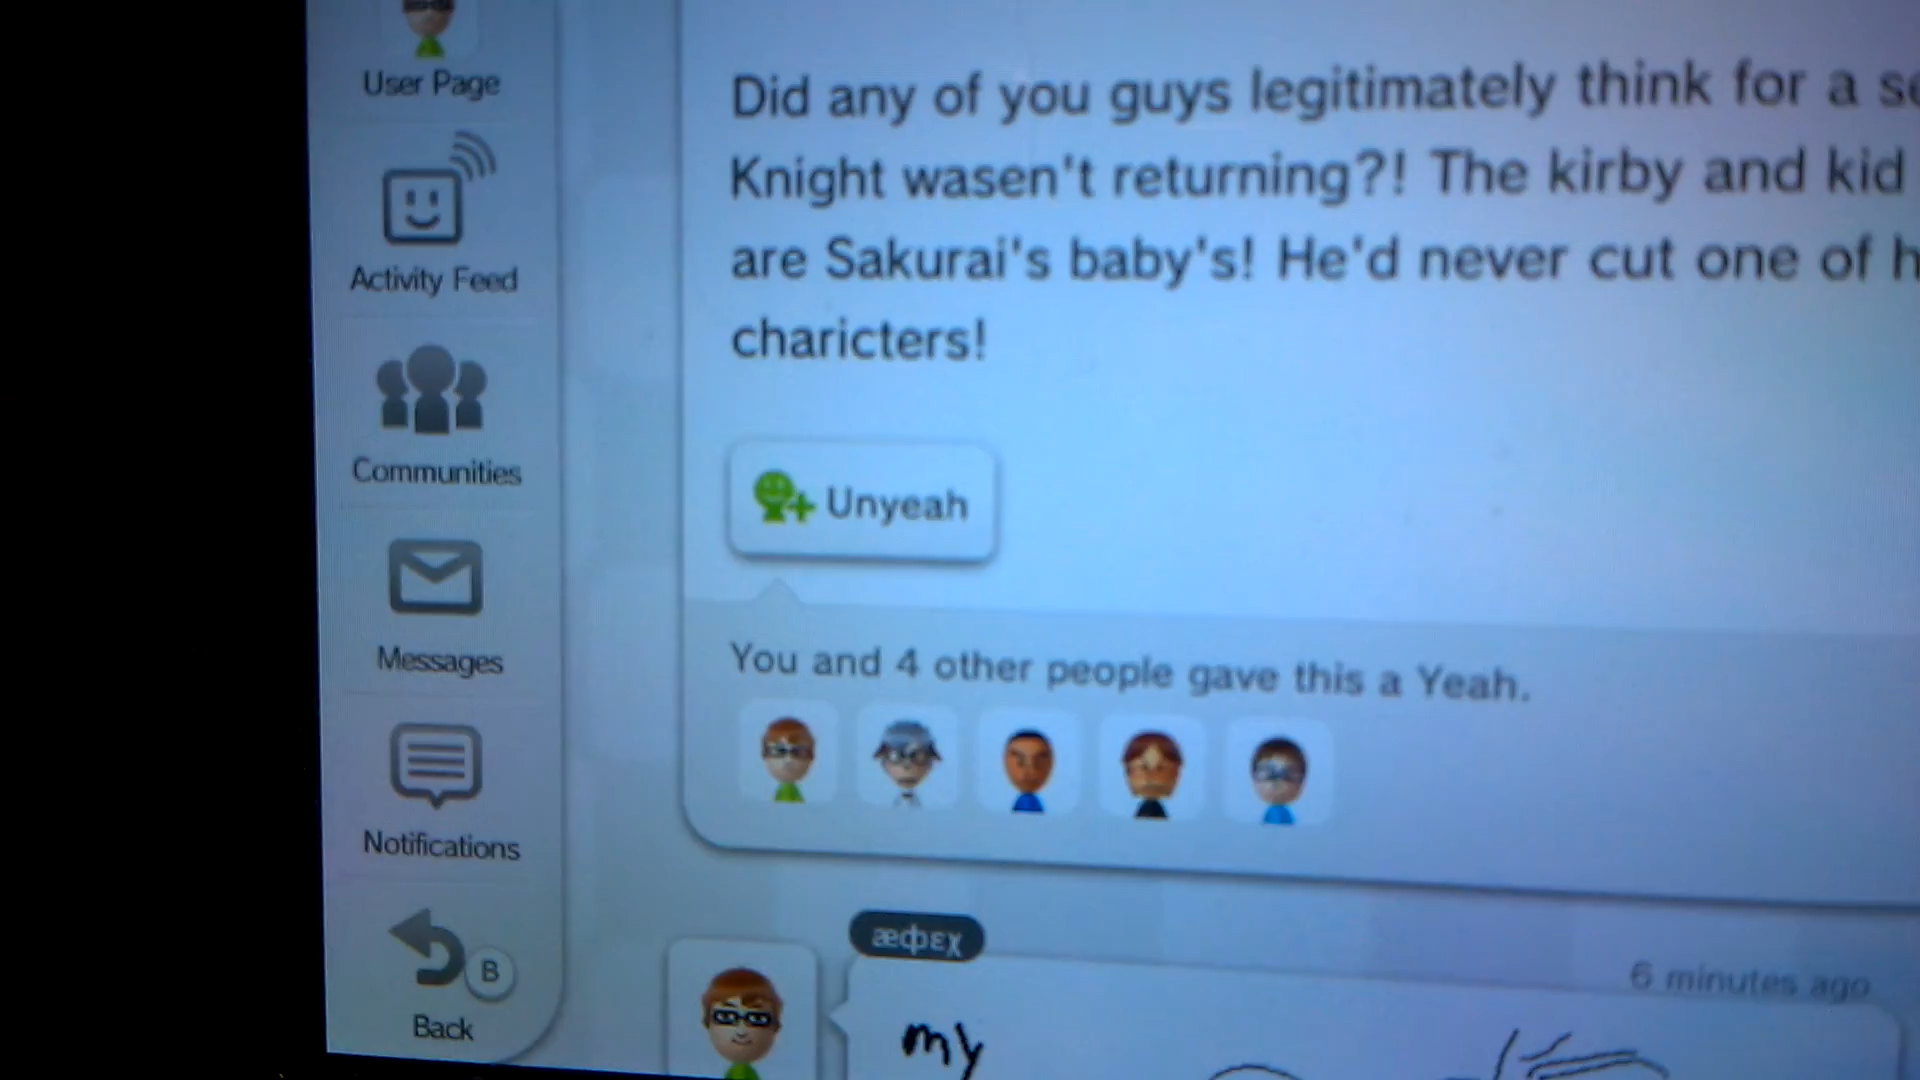 User Page
Activity Feed
Communities
Messages
Notifications
B
Back
Did any of you guys legitimately think for a
Knight wasen't returning?! The kirby and kid
are Sakurai's baby's! He'd never cut one of
charicters!
Unyeah
You and 4 other people gave this a Yeah.
æφεχ
6 minutes ago
my